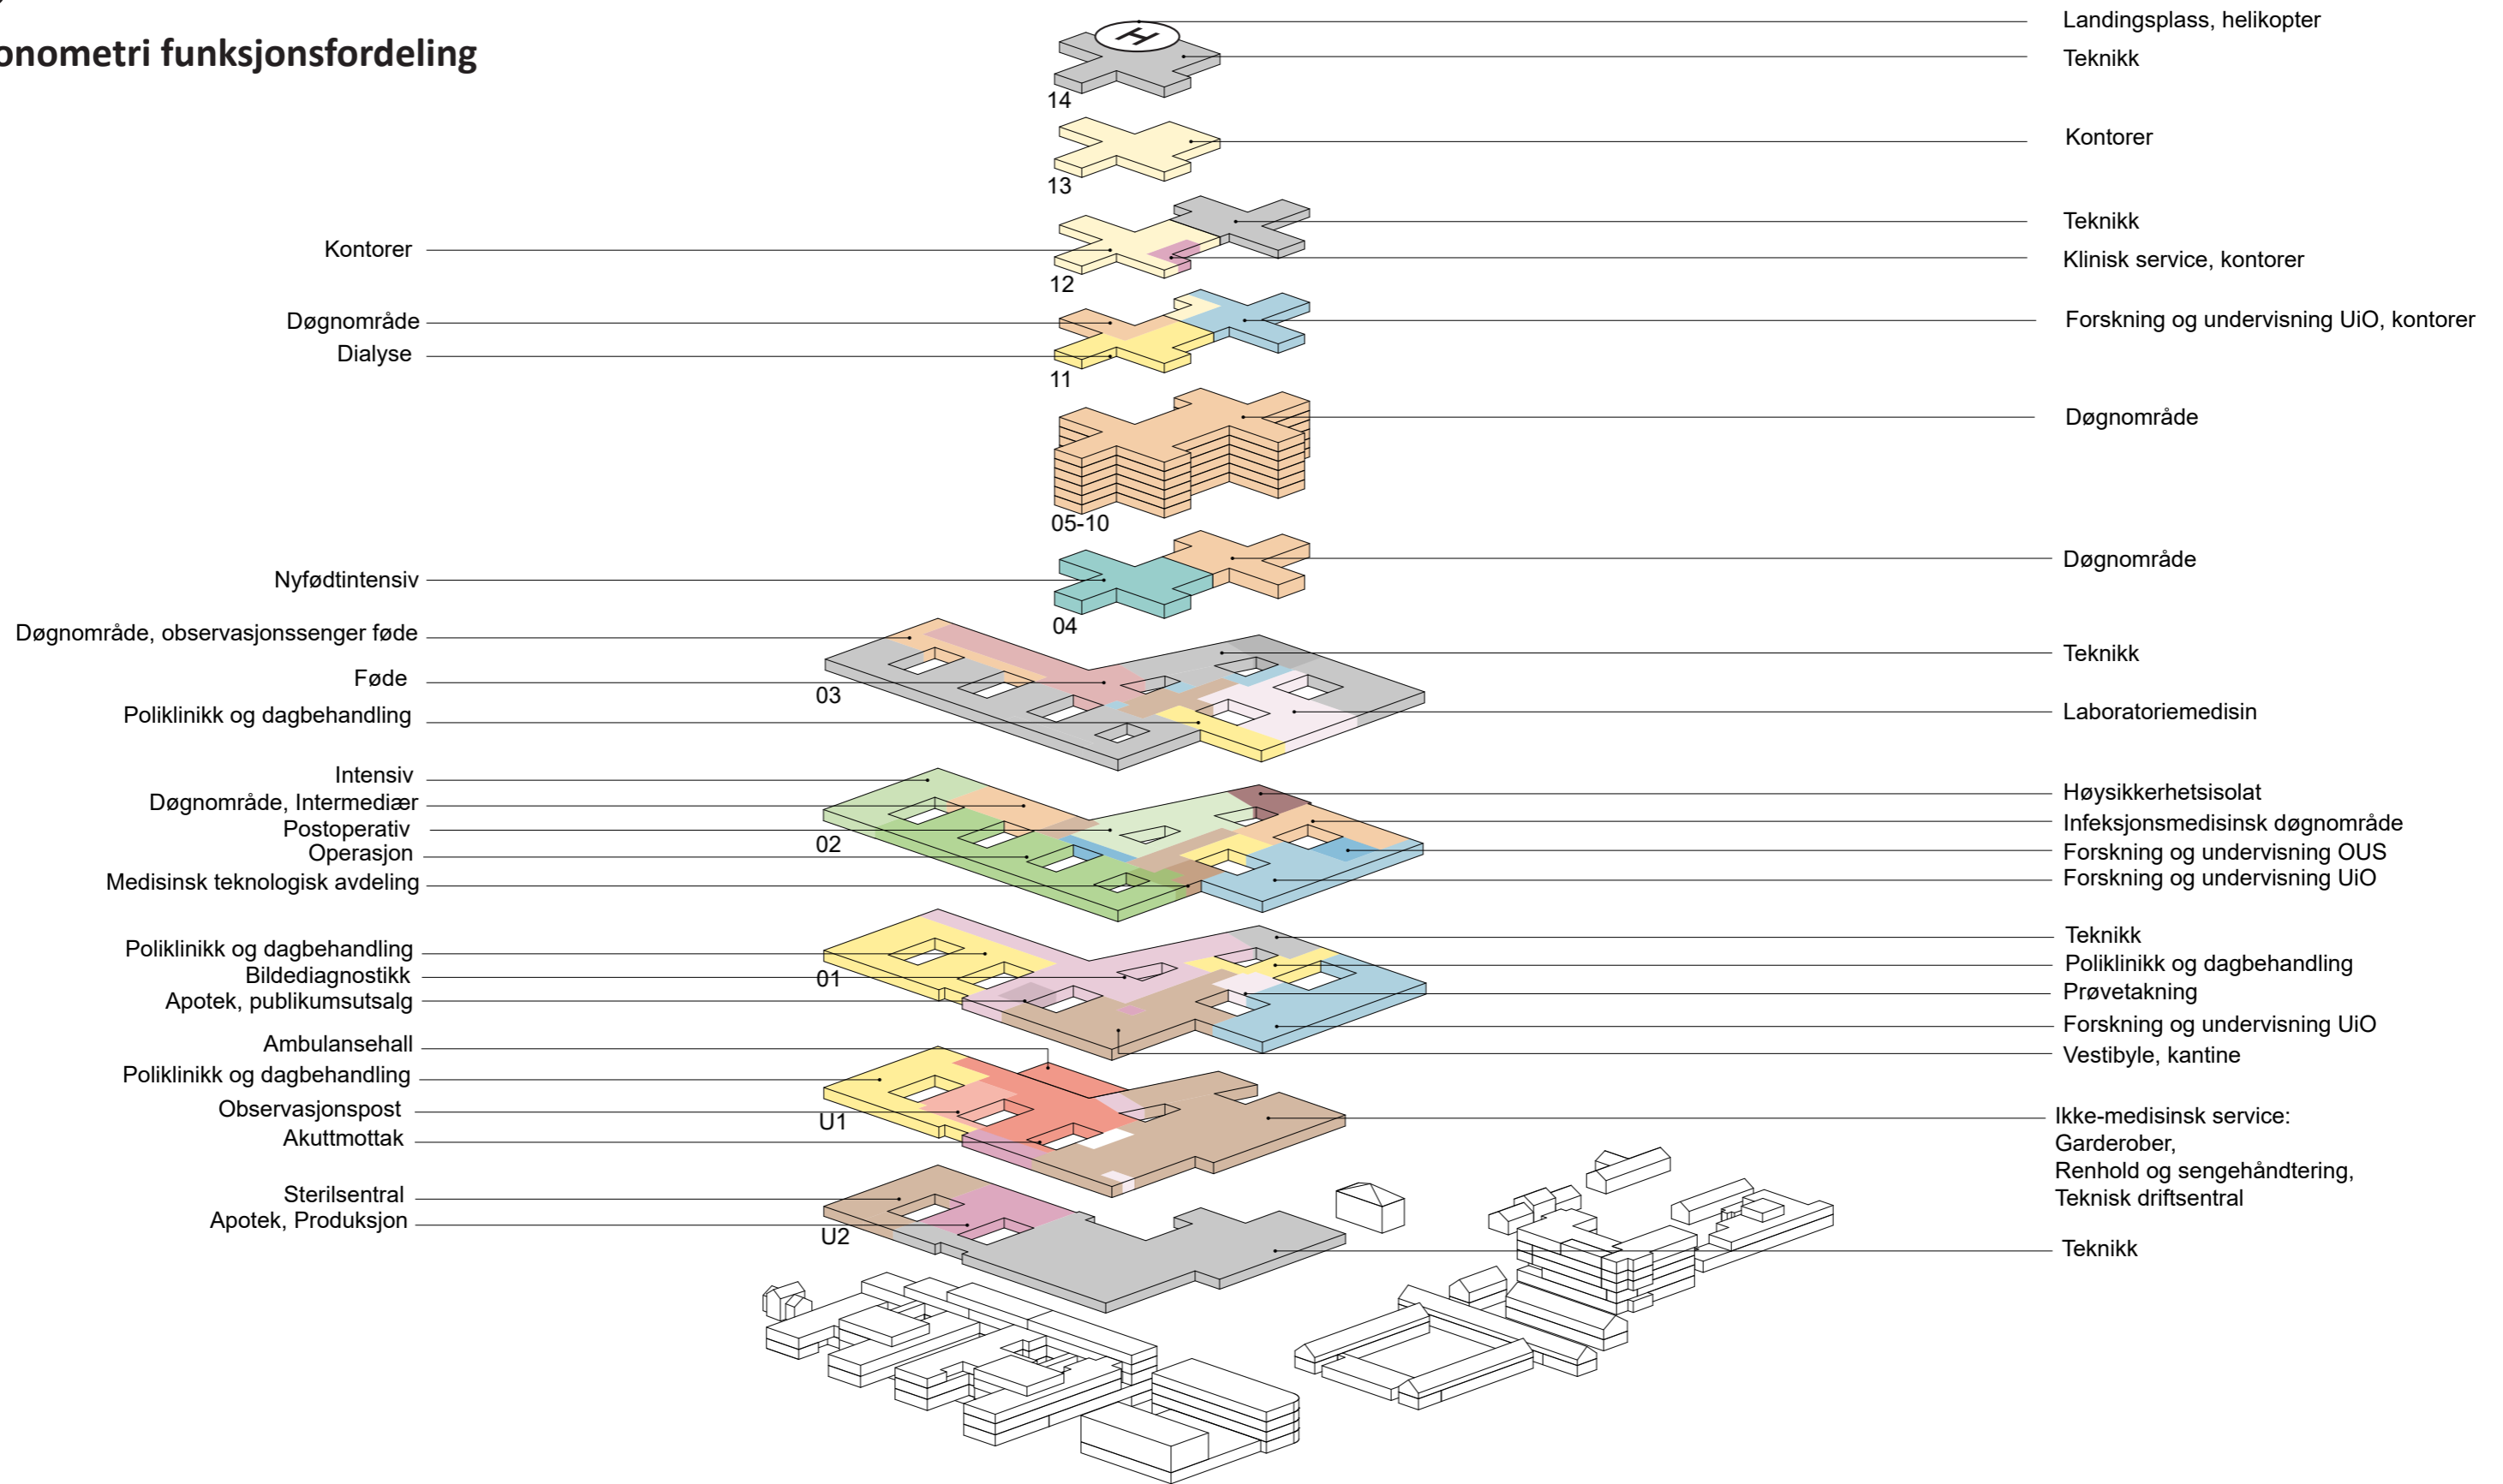 onometri funksjonsfordeling
Landingsplass, helikopter
Teknikk
14
Kontorer
13
Teknikk
Kontorer
Klinisk service, kontorer
12
Døgnområde
Forskning og undervisning UiO, kontorer
Dialyse
11
Døgnområde
05-10
Døgnområde
Nyfødtintensiv
04
Døgnområde, observasjonssenger føde
Teknikk
Føde
03
Poliklinikk og dagbehandling
Laboratoriemedisin
Intensiv
Høysikkerhetsisolat
Døgnområde, Intermediær
Infeksjonsmedisinsk døgnområde
Postoperativ
02
Operasjon
Forskning og undervisning OUS
Medisinsk teknologisk avdeling
Forskning og undervisning UiO
Teknikk
Poliklinikk og dagbehandling
Poliklinikk og dagbehandling
Bildediagnostikk
01
Prøvetakning
Apotek, publikumsutsalg
Forskning og undervisning UiO
Ambulansehall
Vestibyle, kantine
Poliklinikk og dagbehandling
Observasjonspost
U1
Akuttmottak
Ikke-medisinsk service:
Garderober,
Renhold og sengehåndtering,
Teknisk driftsentral
Sterilsentral
Apotek, Produksjon
U2
Teknikk
H